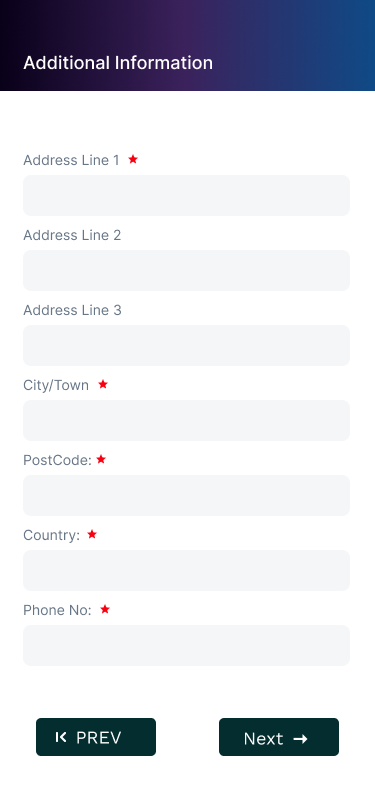 Additional Information
Address Line 1
Address Line 2
Address Line 3
City/Town
PostCode:
Country:
Phone No:
PREV
Next